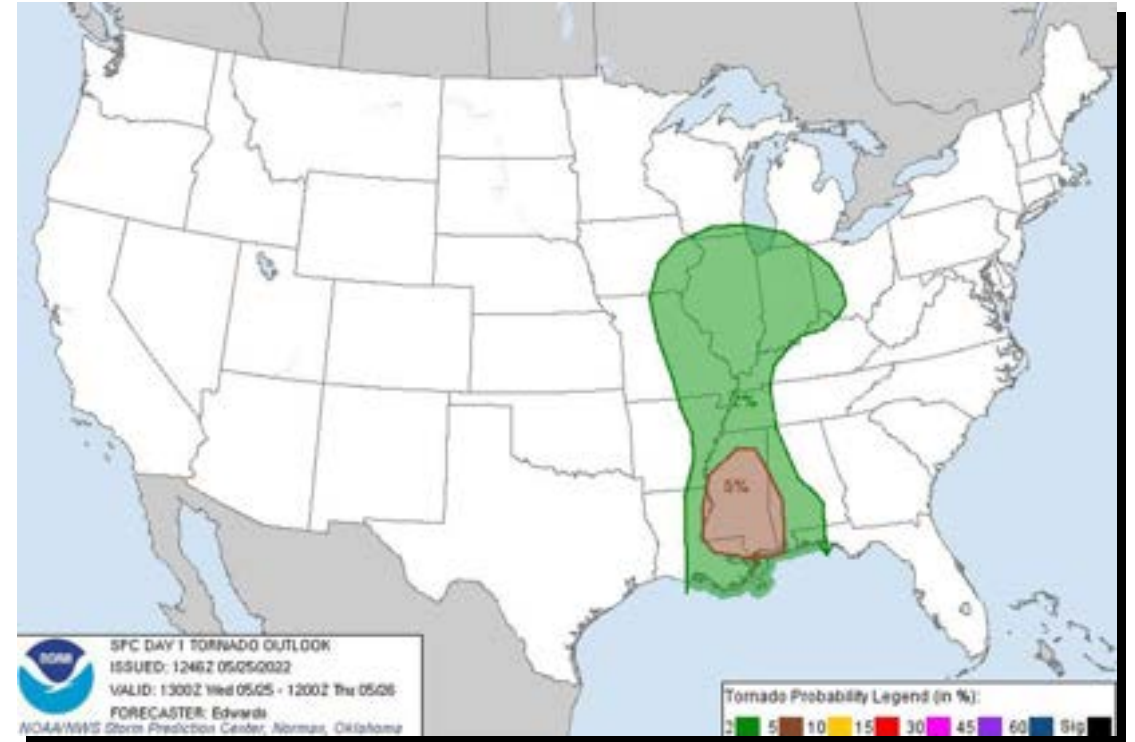 2%
5%
NOAA
SPC DAY 1 TORNADO OUTLOOK
ISSUED: 1246Z 05/25/2022
VALID: 1300Z Wed 05/25 - 1200Z Thu 05/26
FORECASTER: Edwards
NOAA/NWS Storm Prediction Center, Norman, Oklahoma
Tornado Probability Legend (in %):
2 5 10 15 30 45 60 Sig